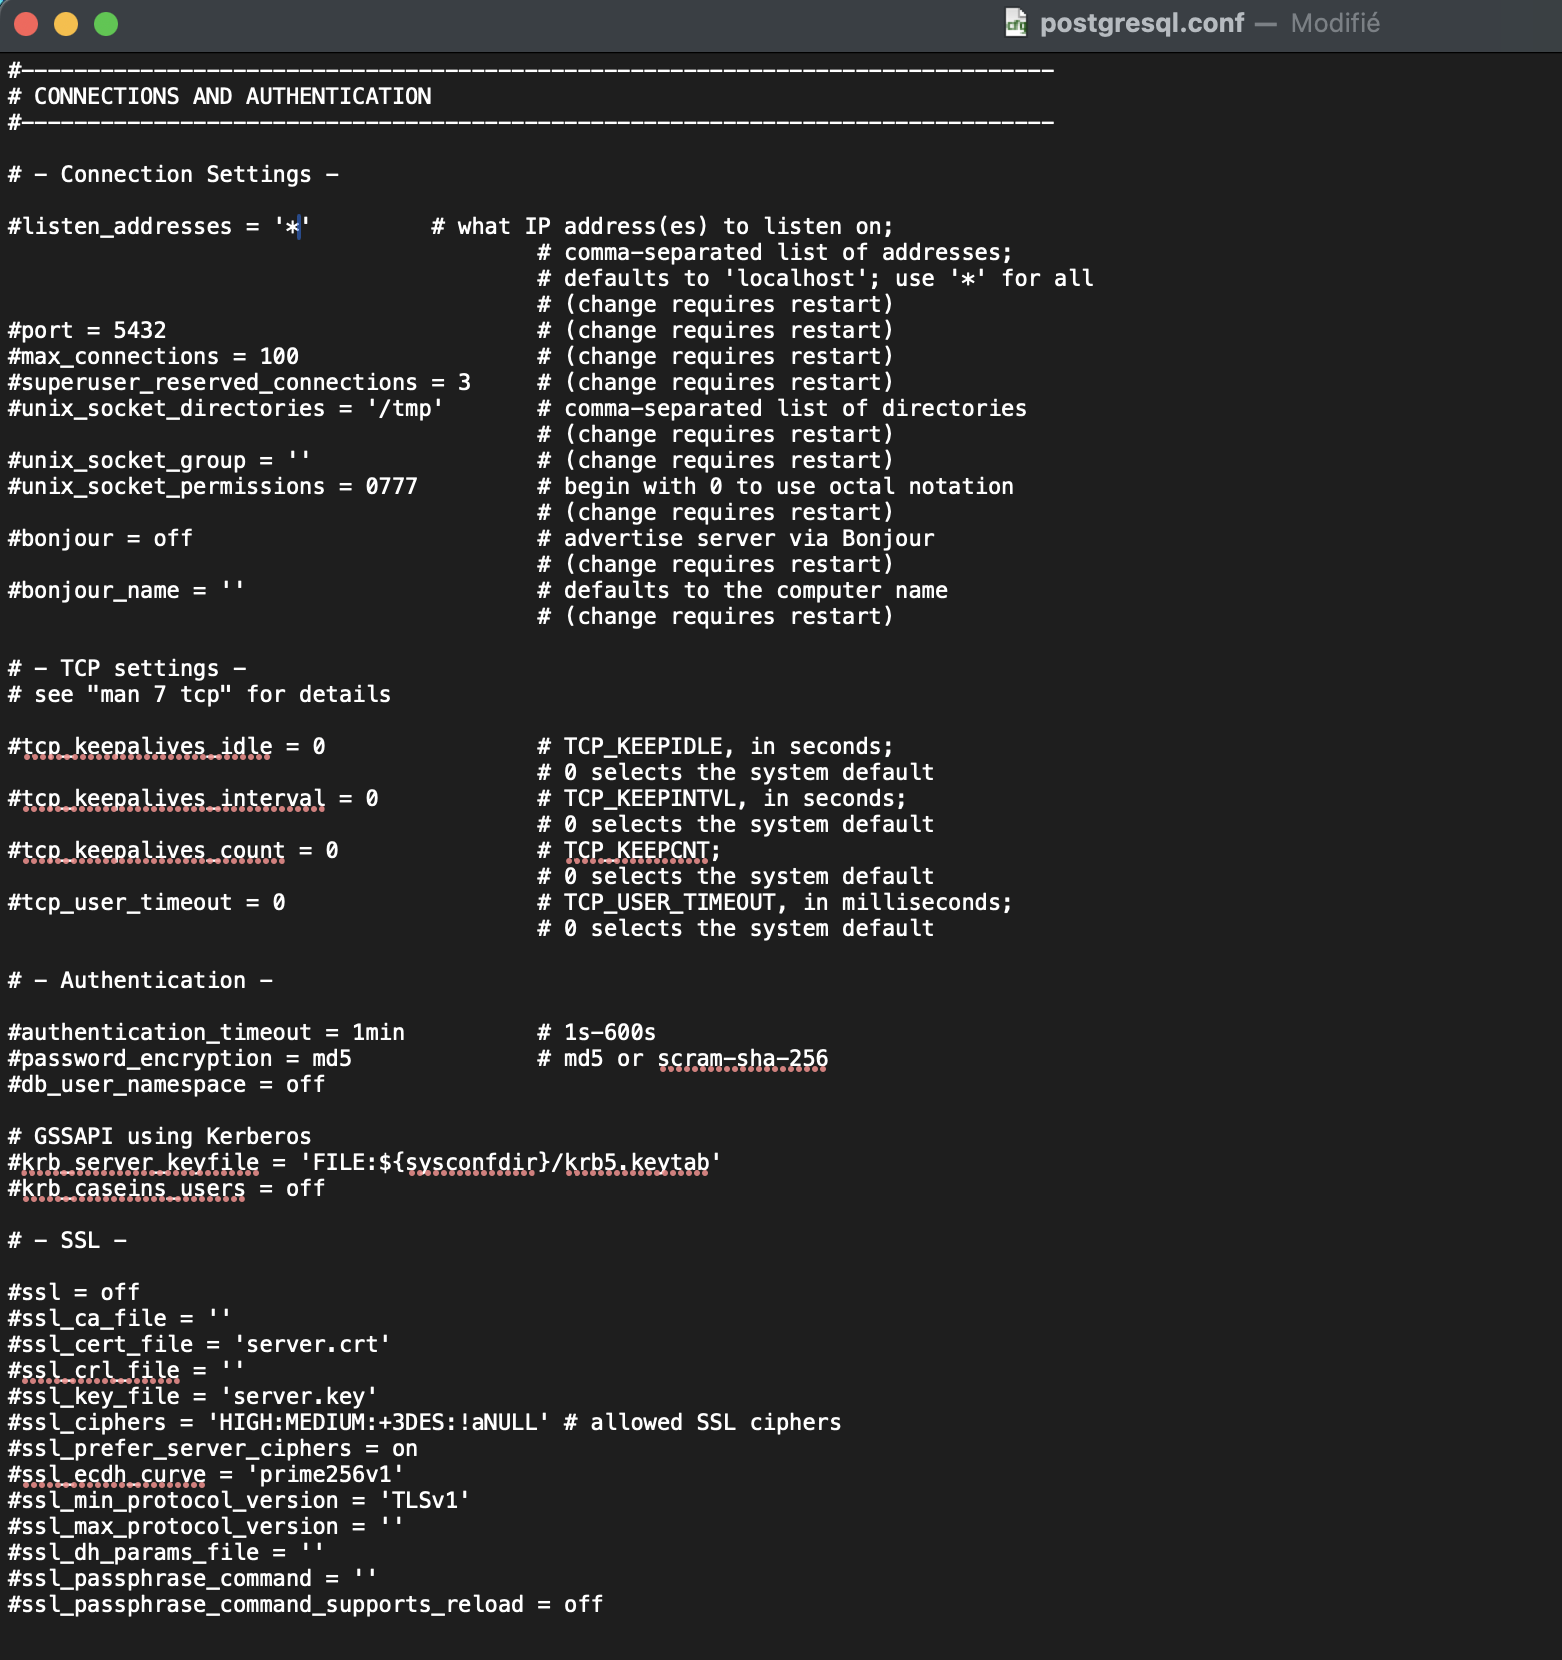 postgresql.conf — Modifié
#------------------------------------------------------------------------------
# CONNECTIONS AND AUTHENTICATION
#------------------------------------------------------------------------------
# - Connection Settings -
#listen_addresses = '*'         # what IP address(es) to listen on;
# comma-separated list of addresses;
# defaults to 'localhost'; use '*' for all
# (change requires restart)
#port = 5432                            # (change requires restart)
#max_connections = 100                  # (change requires restart)
#superuser_reserved_connections = 3     # (change requires restart)
#unix_socket_directories = '/tmp'       # comma-separated list of directories
# (change requires restart)
#unix_socket_group = ''                 # (change requires restart)
#unix_socket_permissions = 0777         # begin with 0 to use octal notation
# (change requires restart)
#bonjour = off                          # advertise server via Bonjour
# (change requires restart)
#bonjour_name = ''                      # defaults to the computer name
# (change requires restart)
# - TCP settings -
# see "man 7 tcp" for details
#tcp_keepalives_idle = 0                # TCP_KEEPIDLE, in seconds;
# 0 selects the system default
#tcp_keepalives_interval = 0            # TCP_KEEPINTVL, in seconds;
# 0 selects the system default
#tcp_keepalives_count = 0               # TCP_KEEPCNT;
# 0 selects the system default
#tcp_user_timeout = 0                   # TCP_USER_TIMEOUT, in milliseconds;
# 0 selects the system default
# - Authentication -
#authentication_timeout = 1min          # 1s-600s
#password_encryption = md5              # md5 or scram-sha-256
#db_user_namespace = off
# GSSAPI using Kerberos
#krb_server_keyfile = 'FILE:${sysconfdir}/krb5.keytab'
#krb_caseins_users = off
# - SSL -
#ssl = off
#ssl_ca_file = ''
#ssl_cert_file = 'server.crt'
#ssl_crl_file = ''
#ssl_key_file = 'server.key'
#ssl_ciphers = 'HIGH:MEDIUM:+3DES:!aNULL' # allowed SSL ciphers
#ssl_prefer_server_ciphers = on
#ssl_ecdh_curve = 'prime256v1'
#ssl_min_protocol_version = 'TLSv1'
#ssl_max_protocol_version = ''
#ssl_dh_params_file = ''
#ssl_passphrase_command = ''
#ssl_passphrase_command_supports_reload = off